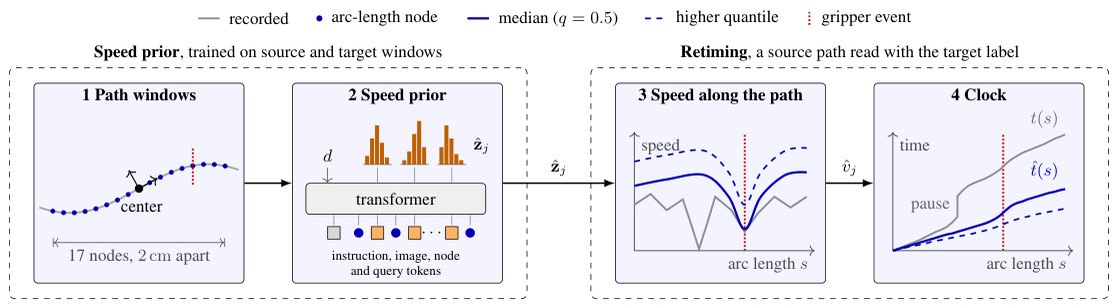 recorded arc-length node median (q = 0.5) higher quantile gripper event
Speed prior, trained on source and target windows
Retiming, a source path read with the target label
1 Path windows
center
17 nodes, 2 cm apart
2 Speed prior
d
ẑⱼ
transformer
···
instruction, image, node
and query tokens
ẑⱼ
3 Speed along the path
speed
arc length s
v̂ⱼ
4 Clock
t(s)
time
t̂(s)
pause
arc length s